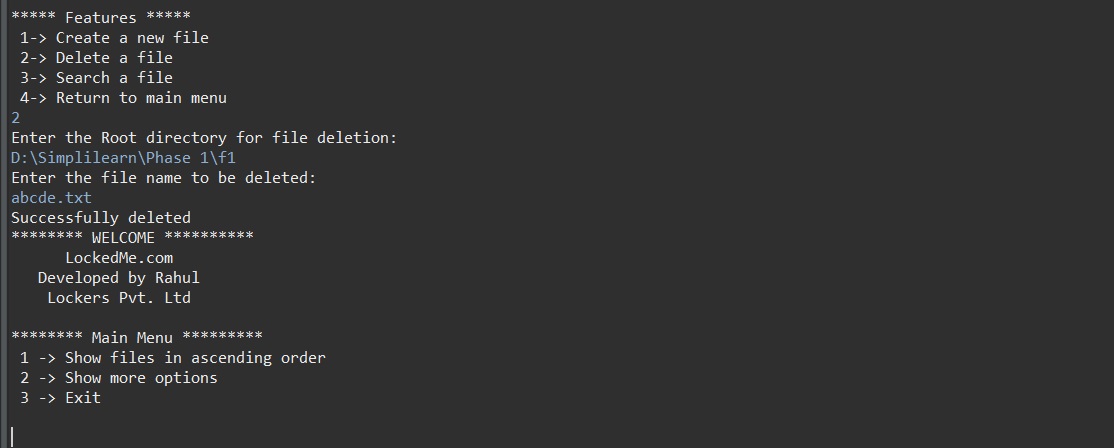 ***** Features *****
1-> Create a new file
2-> Delete a file
3-> Search a file
4-> Return to main menu
2
Enter the Root directory for file deletion:
D:\Simplilearn\Phase 1\f1
Enter the file name to be deleted:
abcde.txt
Successfully deleted
******** WELCOME **********
LockedMe.com
Developed by Rahul
Lockers Pvt. Ltd
******** Main Menu *********
1 -> Show files in ascending order
2 -> Show more options
3 -> Exit